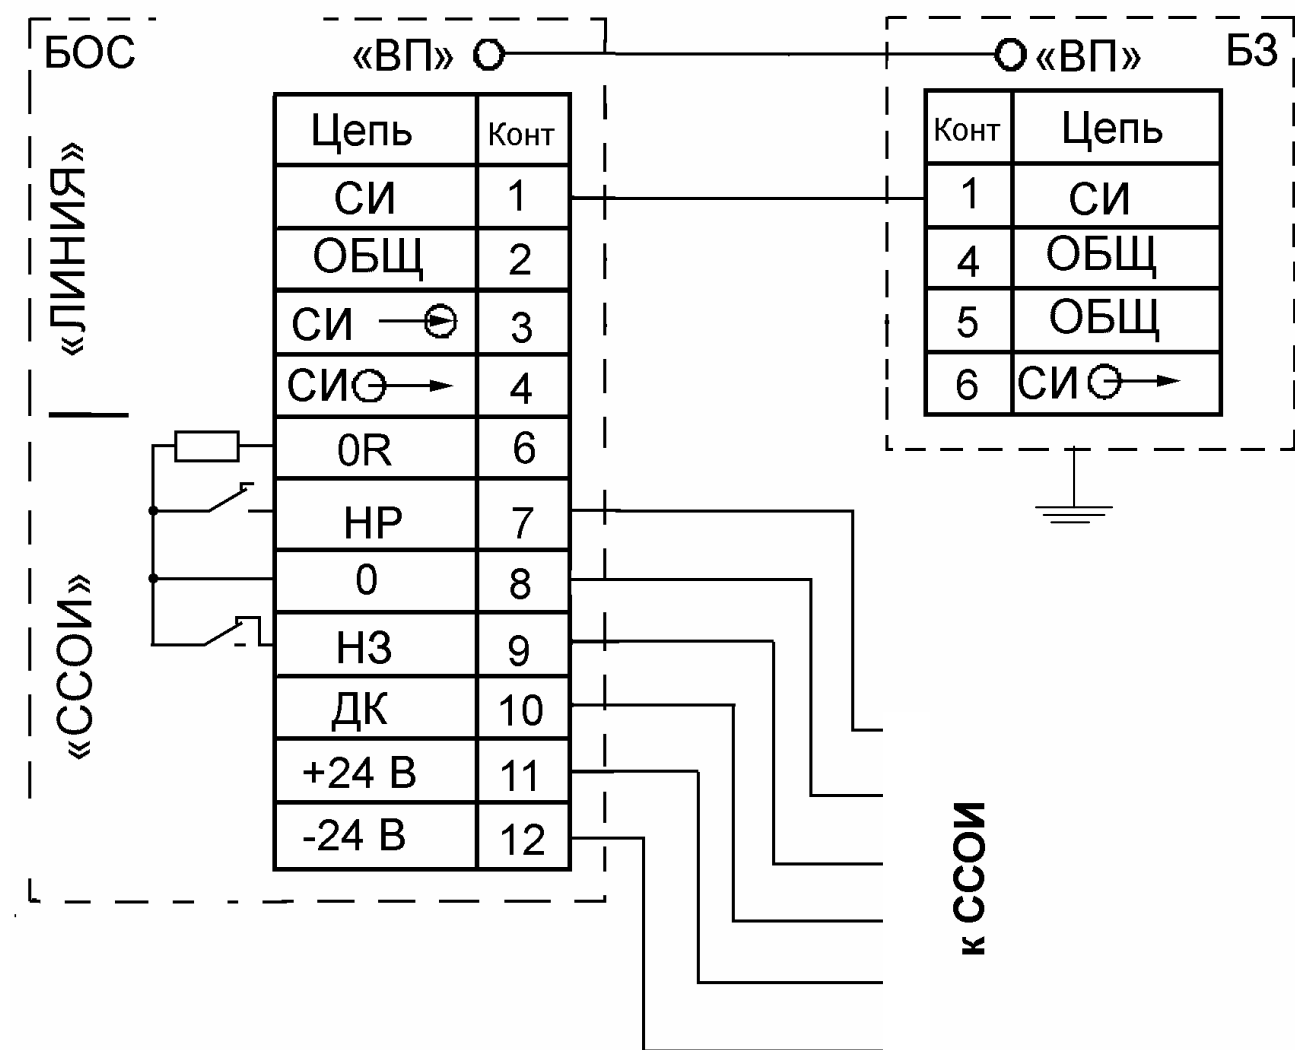 БОС «ВП»
«ВП» БЗ
«ЛИНИЯ»
Цепь Конт
СИ 1
ОБЩ 2
СИ 3
СИ 4
«ССОИ»
0R 6
НР 7
0 8
НЗ 9
ДК 10
+24 В 11
-24 В 12
Конт Цепь
1 СИ
4 ОБЩ
5 ОБЩ
6 СИ
к ССОИ